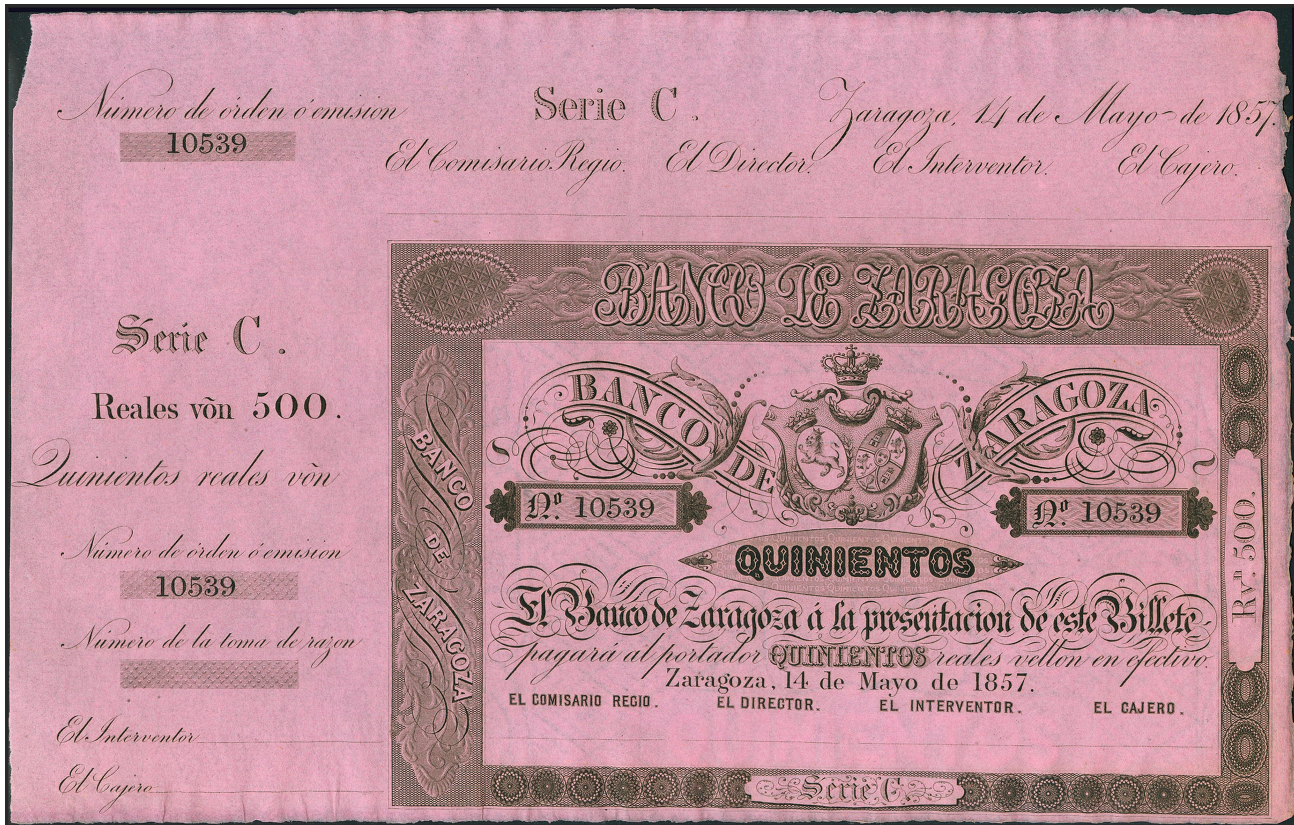 Número de órden ó emision
10539
Serie C.
Zaragoza, 14 de Mayo de 1857.
El Comisario Regio. El Director. El Interventor. El Cajero.
Serie C.
Reales vòn 500.
Quinientos reales vòn
Número de órden ó emision
10539
Número de la toma de razon
El Interventor
El Cajero
BANCO DE ZARAGOZA
BANCO DE ZARAGOZA
BANCO DE ZARAGOZA
Nº 10539
Nº 10539
QUINIENTOS
El Banco de Zaragoza á la presentacion de este Billete
pagará al portador QUINIENTOS reales vellon en efectivo.
Zaragoza, 14 de Mayo de 1857.
EL COMISARIO REGIO. EL DIRECTOR. EL INTERVENTOR. EL CAJERO.
Rvn. 500.
Serie C.